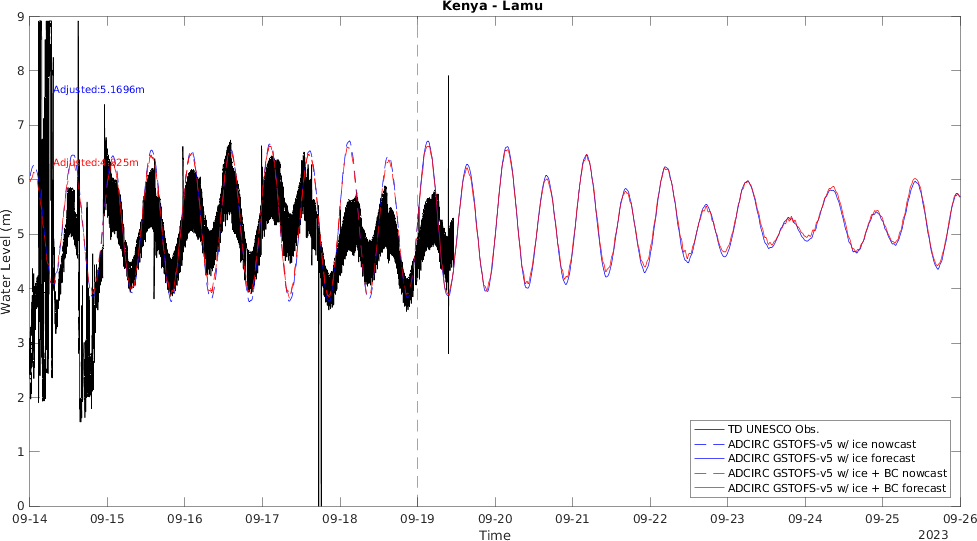 Kenya - Lamu
9
8
7
6
5
4
3
2
1
0
Water Level (m)
Adjusted:5.1696m
TD UNESCO Obs.
ADCIRC GSTOFS-v5 w/ ice nowcast
ADCIRC GSTOFS-v5 w/ ice forecast
ADCIRC GSTOFS-v5 w/ ice + BC nowcast
ADCIRC GSTOFS-v5 w/ ice + BC forecast
09-14 09-15 09-16 09-17 09-18 09-19 09-20 09-21 09-22 09-23 09-24 09-25 09-26
Time
2023